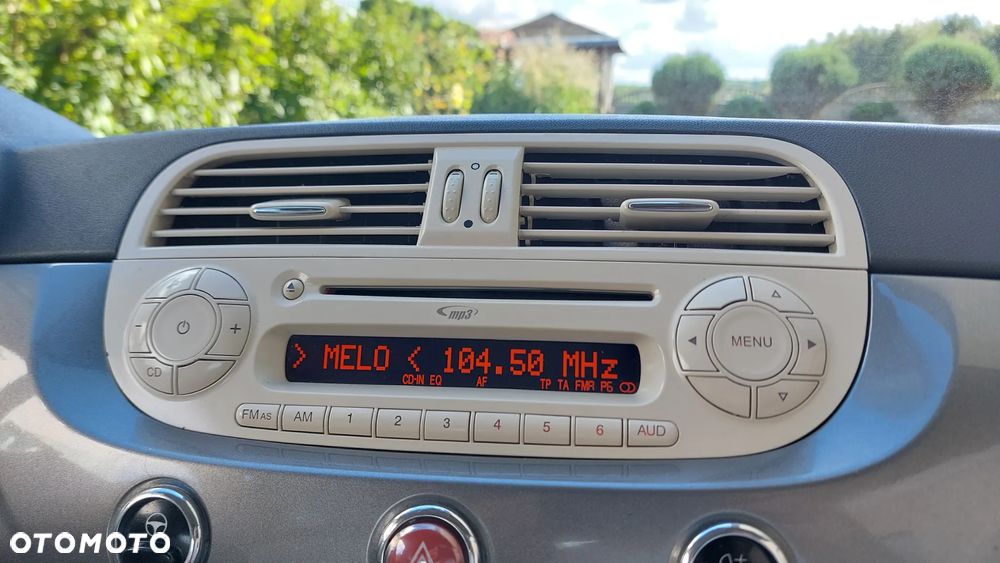 mp3
> MELO < 104.50 MHz
CD-IN EQ AF TP TA FMR P6
- +
CD
MENU
FM AS AM 1 2 3 4 5 6 AUD
OTOMOTO